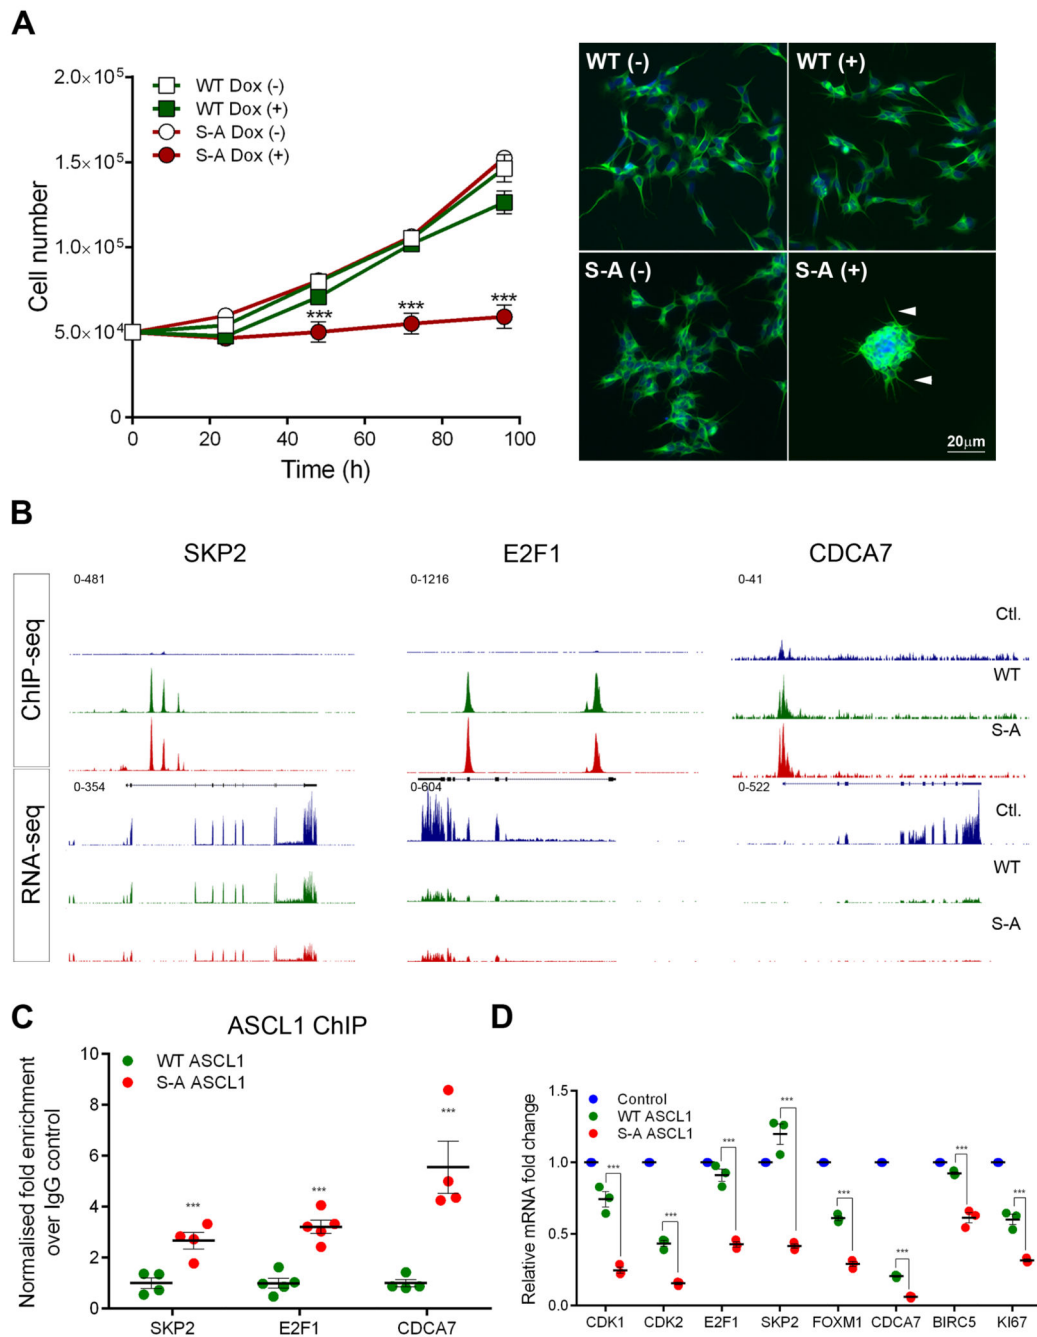 A
Cell number
2.0×10⁵
1.5×10⁵
1.0×10⁵
5.0×10⁴
0
0 20 40 60 80 100
Time (h)
WT Dox (-)
WT Dox (+)
S-A Dox (-)
S-A Dox (+)
*** *** ***
WT (-) WT (+)
S-A (-) S-A (+)
20µm
B
SKP2 E2F1 CDCA7
ChIP-seq
0-481 0-1216 0-41
Ctl.
WT
S-A
RNA-seq
0-354 0-604 0-522
Ctl.
WT
S-A
C
ASCL1 ChIP
Normalised fold enrichment
over IgG control
10
8
6
4
2
0
WT ASCL1
S-A ASCL1
*** *** ***
SKP2 E2F1 CDCA7
D
Relative mRNA fold change
1.5
1.0
0.5
0.0
Control
WT ASCL1
S-A ASCL1
*** *** *** *** *** *** *** ***
CDK1 CDK2 E2F1 SKP2 FOXM1 CDCA7 BIRC5 KI67